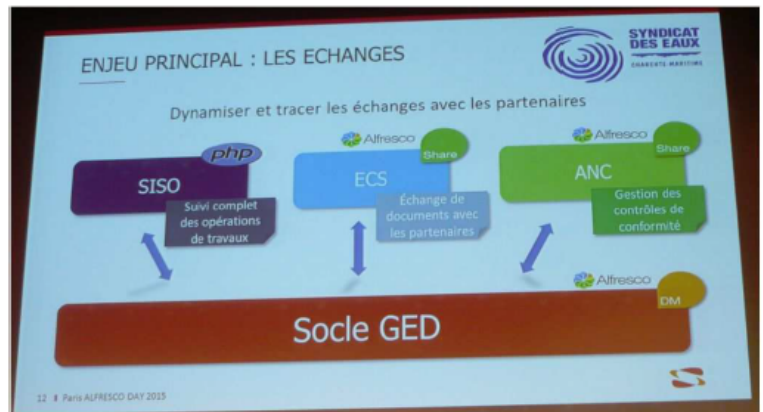 ENJEU PRINCIPAL : LES ECHANGES
SYNDICAT
DES EAUX
CHARENTE-MARITIME
Dynamiser et tracer les échanges avec les partenaires
php
Alfresco
Share
Alfresco
Share
SISO
ECS
ANC
Suivi complet
des opérations
de travaux
Échange de
documents avec
les partenaires
Gestion des
contrôles de
conformité
Alfresco
DM
Socle GED
12 Paris ALFRESCO DAY 2015